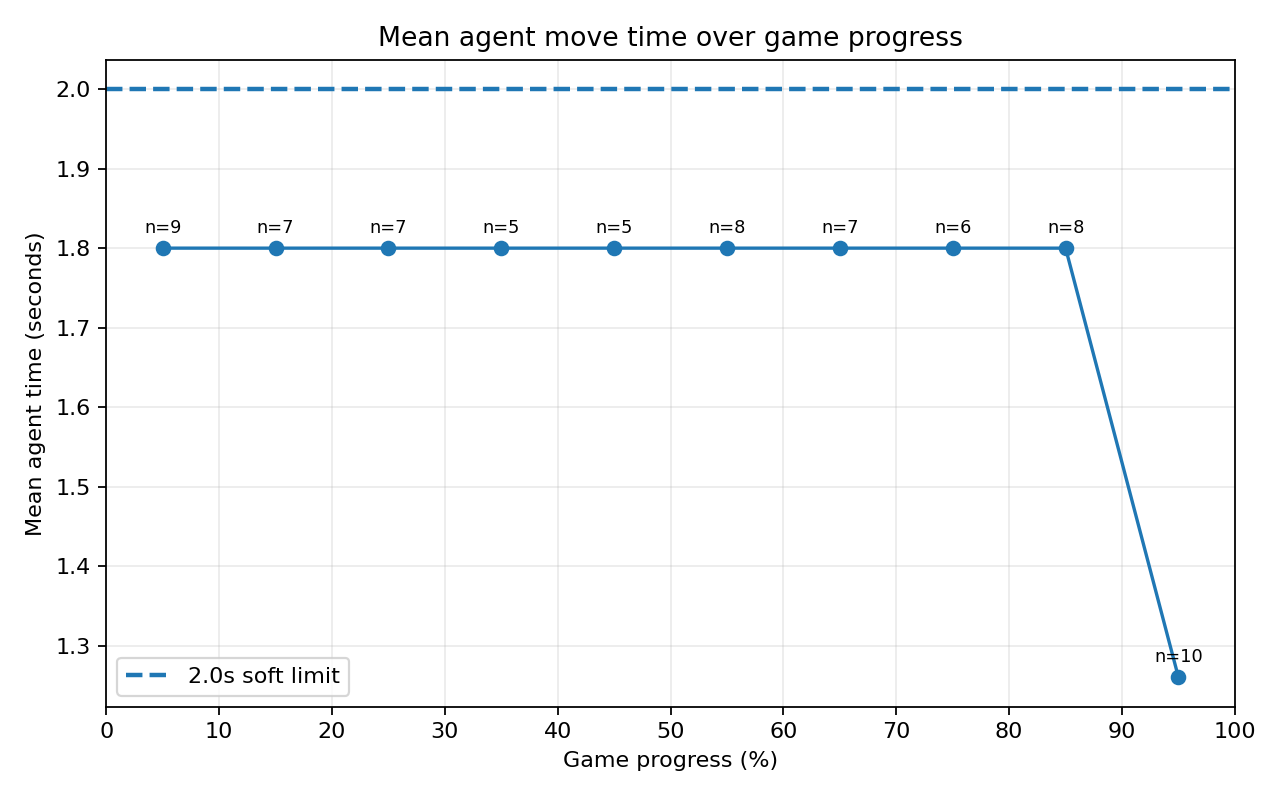 Mean agent move time over game progress
Mean agent time (seconds)
2.0
1.9
1.8
1.7
1.6
1.5
1.4
1.3
n=9
n=7
n=7
n=5
n=5
n=8
n=7
n=6
n=8
n=10
2.0s soft limit
0
10
20
30
40
50
60
70
80
90
100
Game progress (%)